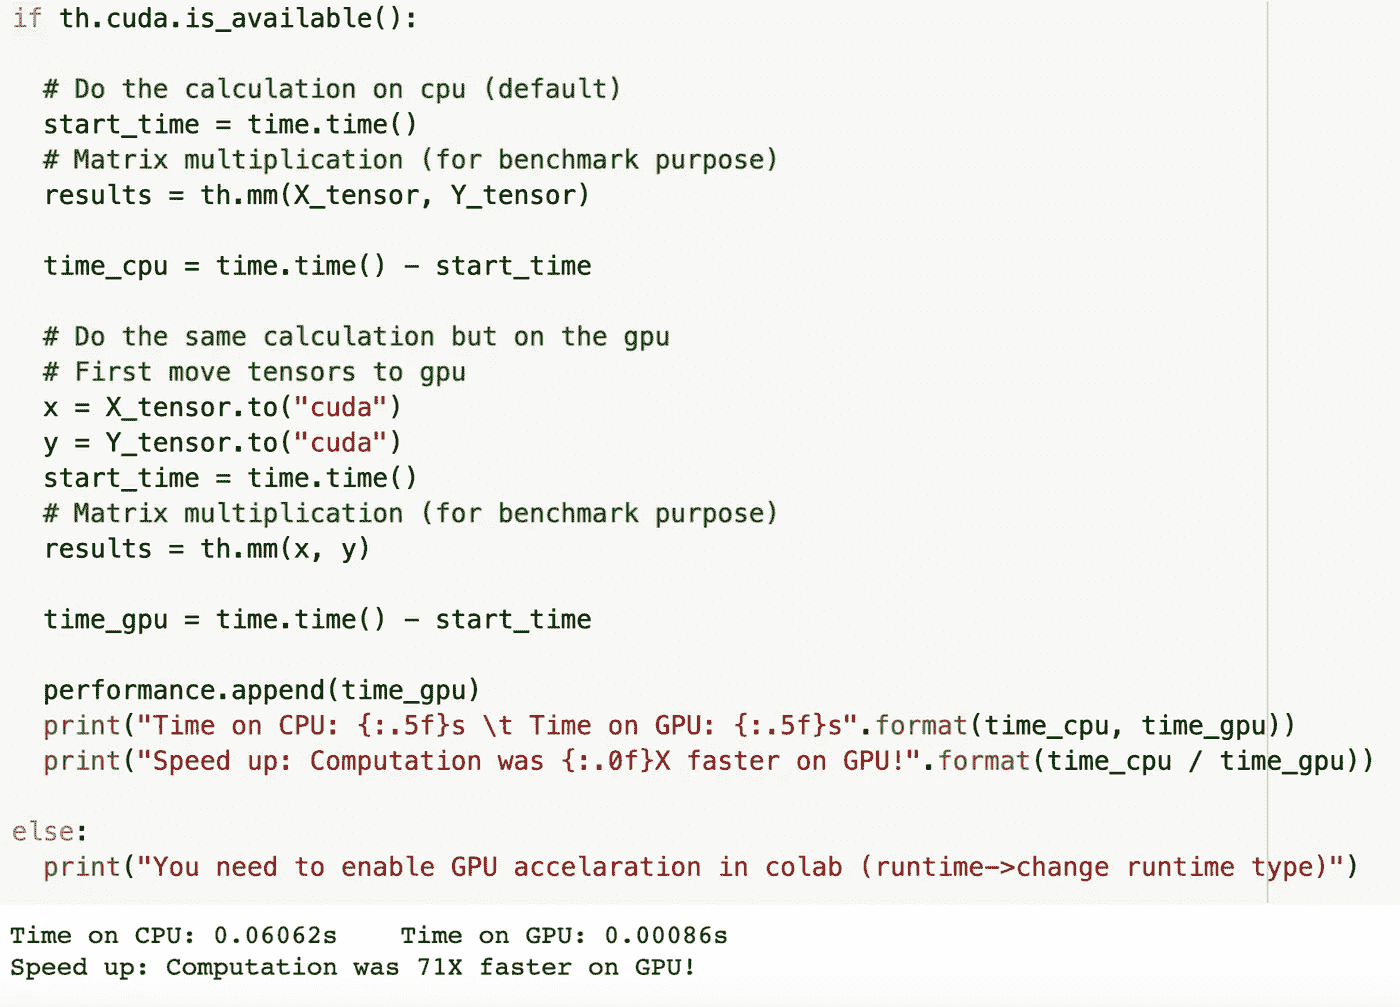 if th.cuda.is_available():
# Do the calculation on cpu (default)
start_time = time.time()
# Matrix multiplication (for benchmark purpose)
results = th.mm(X_tensor, Y_tensor)
time_cpu = time.time() - start_time
# Do the same calculation but on the gpu
# First move tensors to gpu
x = X_tensor.to("cuda")
y = Y_tensor.to("cuda")
start_time = time.time()
# Matrix multiplication (for benchmark purpose)
results = th.mm(x, y)
time_gpu = time.time() - start_time
performance.append(time_gpu)
print("Time on CPU: {:.5f}s \t Time on GPU: {:.5f}s".format(time_cpu, time_gpu))
print("Speed up: Computation was {:.0f}X faster on GPU!".format(time_cpu / time_gpu))
else:
print("You need to enable GPU accelaration in colab (runtime->change runtime type)")
Time on CPU: 0.06062s    Time on GPU: 0.00086s
Speed up: Computation was 71X faster on GPU!